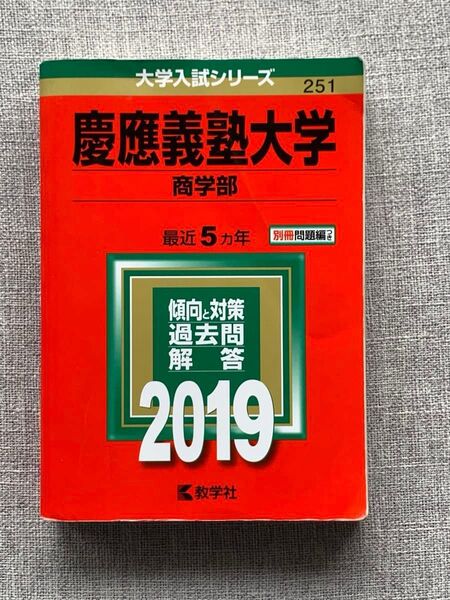 大学入試シリーズ
251
慶應義塾大学
商学部
最近5ヵ年
別冊問題編つき
傾向と対策
過去問
解答
2019
教学社